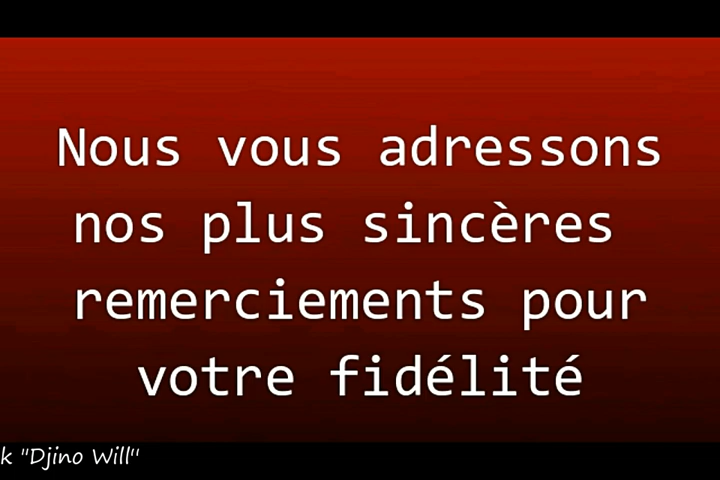 Nous vous adressons
nos plus sincères
remerciements pour
votre fidélité
k "Djino Will"